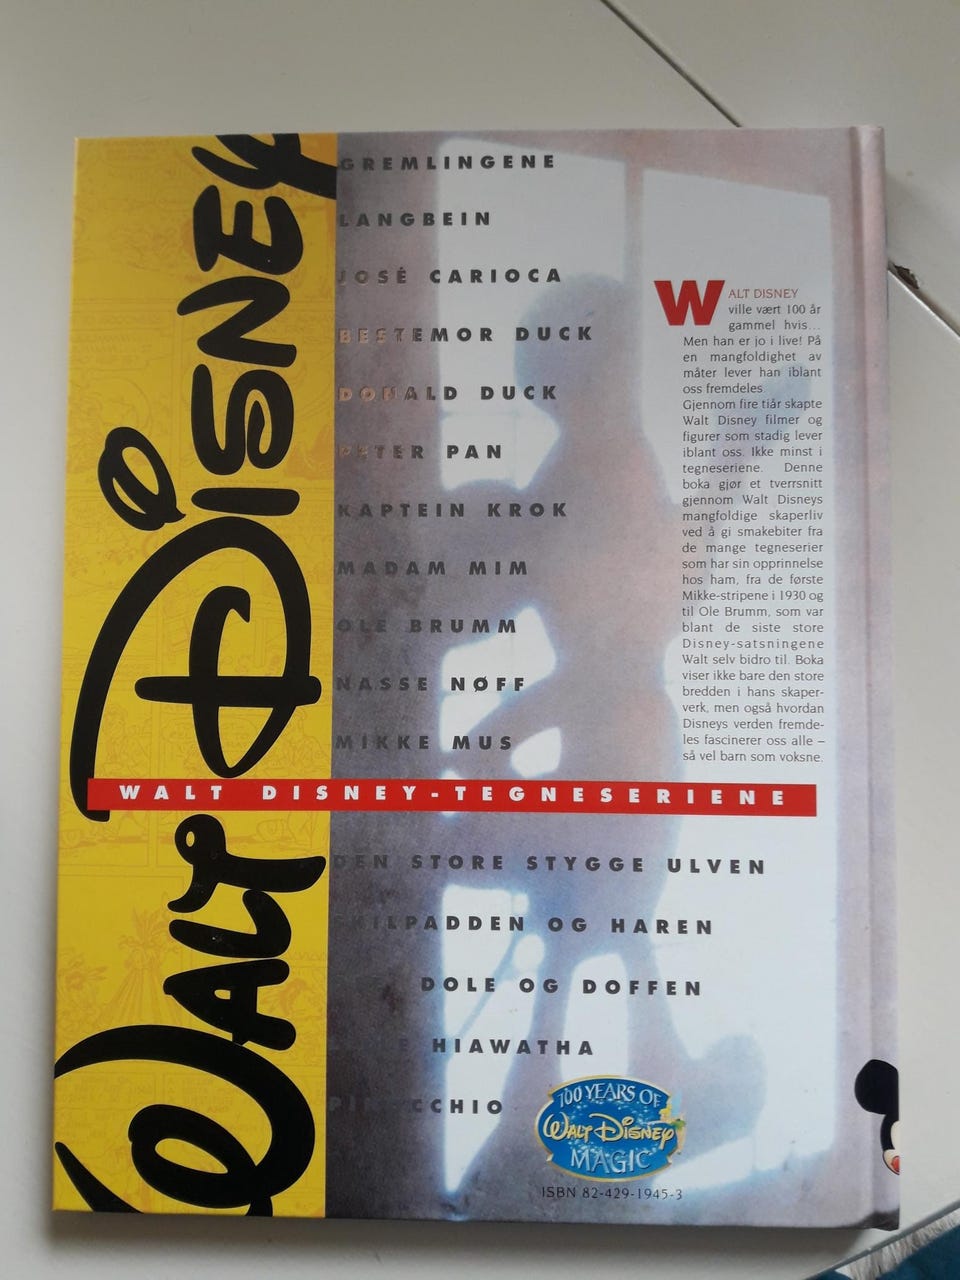 WALT DISNEY
GREMLINGENE
LANGBEIN
JOSÉ CARIOCA
BESTEMOR DUCK
DONALD DUCK
PETER PAN
KAPTEIN KROK
MADAM MIM
OLE BRUMM
NASSE NØFF
MIKKE MUS
WALT DISNEY-TEGNESERIENE
DEN STORE STYGGE ULVEN
SKILPADDEN OG HAREN
DOLE OG DOFFEN
HIAWATHA
PINOCCHIO
WALT DISNEY
ville vært 100 år
gammel hvis...
Men han er jo i live! På
en mangfoldighet av
måter lever han iblant
oss fremdeles.
Gjennom fire tiår skapte
Walt Disney filmer og
figurer som stadig lever
iblant oss. Ikke minst i
tegneseriene. Denne
boka gjør et tverrsnitt
gjennom Walt Disneys
mangfoldige skaperliv
ved å gi smakebiter fra
de mange tegneserier
som har sin opprinnelse
hos ham, fra de første
Mikke-stripene i 1930 og
til Ole Brumm, som var
blant de siste store
Disney-satsningene
Walt selv bidro til. Boka
viser ikke bare den store
bredden i hans skaper-
verk, men også hvordan
Disneys verden fremde-
les fascinerer oss alle –
så vel barn som voksne.
100 YEARS OF
WALT DISNEY
MAGIC
ISBN 82-429-1945-3